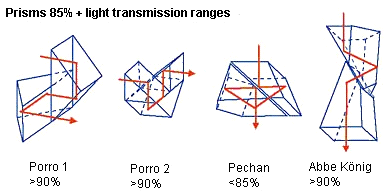 Prisms 85% + light transmission ranges
Porro 1
>90%
Porro 2
>90%
Pechan
<85%
Abbe König
>90%